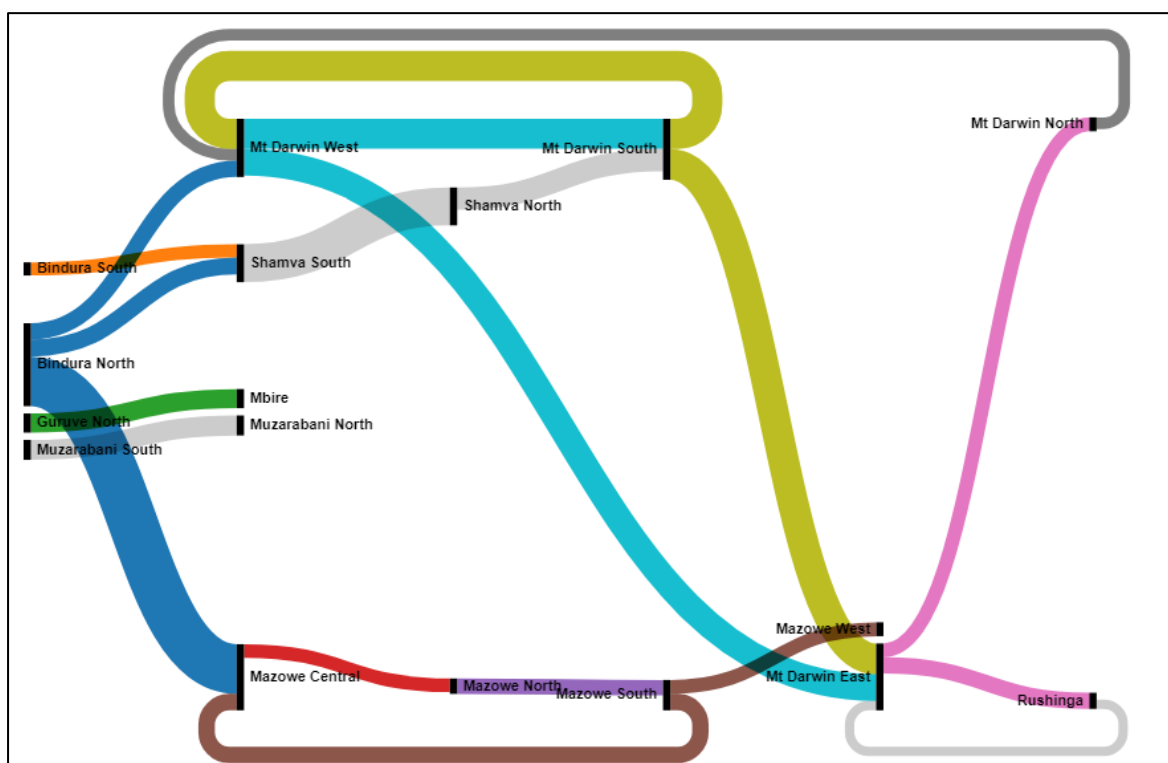 Mt Darwin North
Mt Darwin West
Mt Darwin South
Shamva North
Shamva South
Bindura South
Bindura North
Mbire
Guruve North
Muzarabani North
Muzarabani South
Mazowe West
Mazowe Central
Mt Darwin East
Mazowe North
Mazowe South
Rushinga